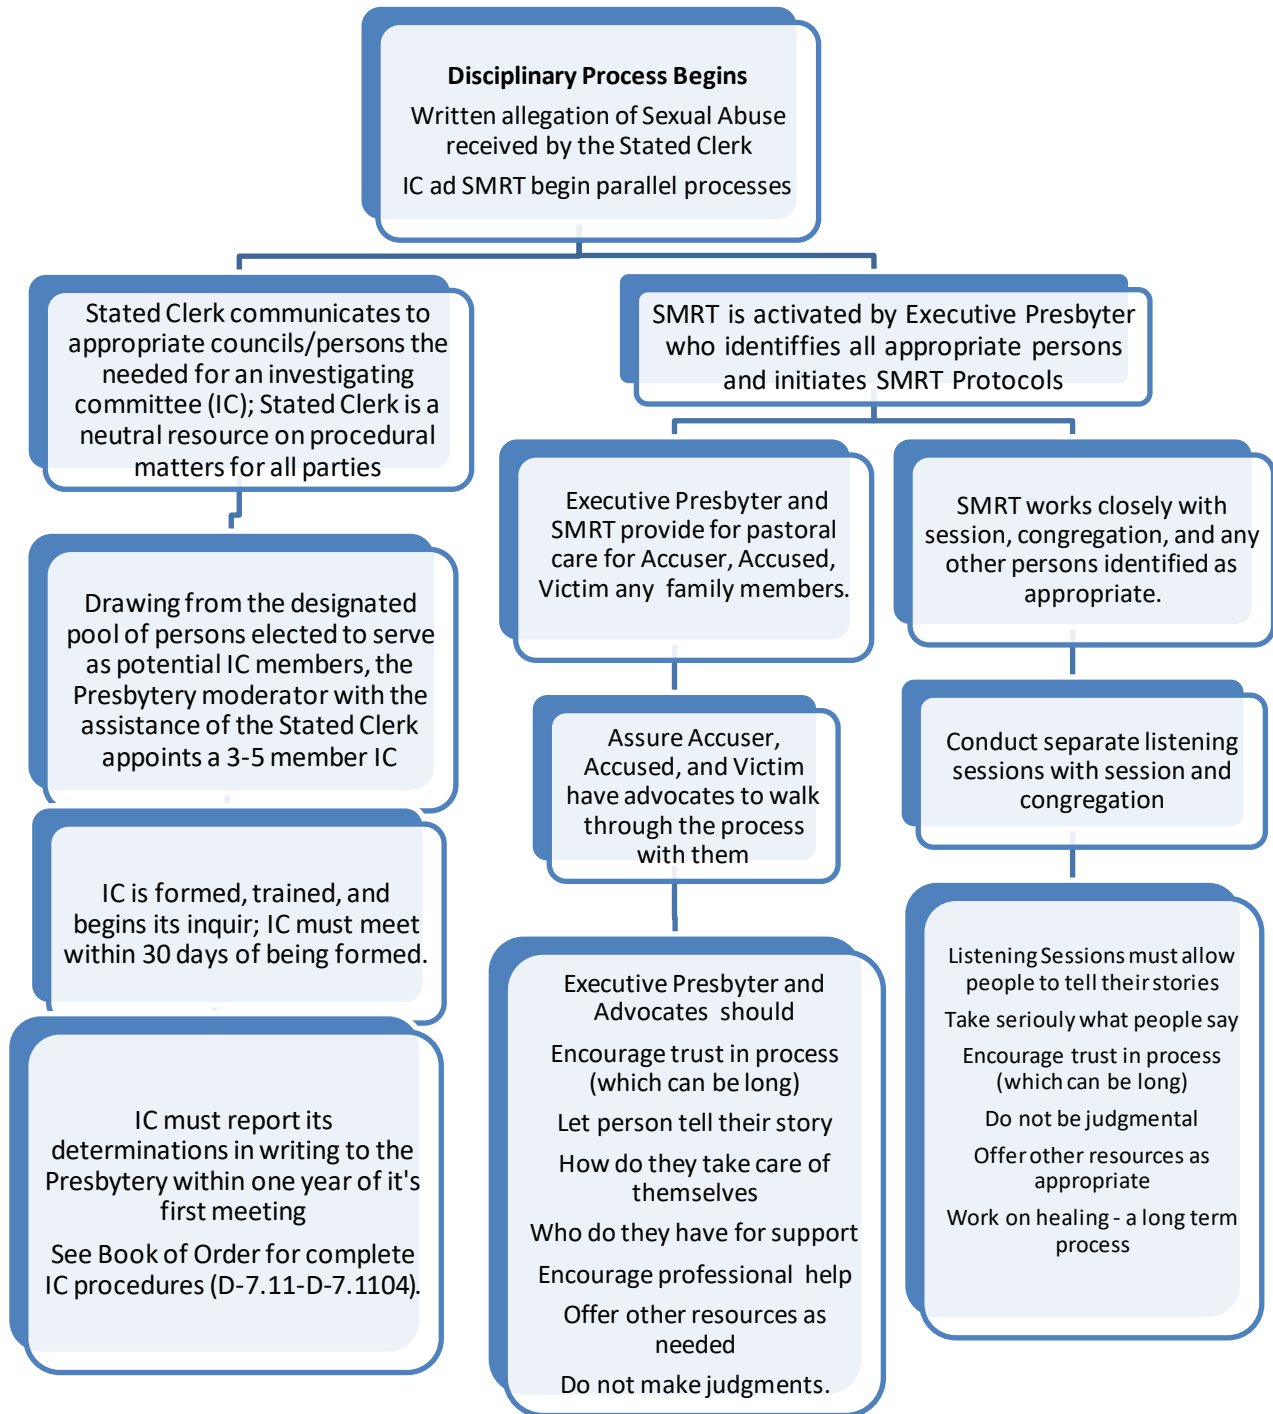 Disciplinary Process Begins
Written allegation of Sexual Abuse
received by the Stated Clerk
IC ad SMRT begin parallel processes
Stated Clerk communicates to
appropriate councils/persons the
needed for an investigating
committee (IC); Stated Clerk is a
neutral resource on procedural
matters for all parties
Drawing from the designated
pool of persons elected to serve
as potential IC members, the
Presbytery moderator with the
assistance of the Stated Clerk
appoints a 3-5 member IC
IC is formed, trained, and
begins its inquir; IC must meet
within 30 days of being formed.
IC must report its
determinations in writing to the
Presbytery within one year of it's
first meeting
See Book of Order for complete
IC procedures (D-7.11-D-7.1104).
SMRT is activated by Executive Presbyter
who identiffies all appropriate persons
and initiates SMRT Protocols
Executive Presbyter and
SMRT provide for pastoral
care for Accuser, Accused,
Victim any family members.
Assure Accuser,
Accused, and Victim
have advocates to walk
through the process
with them
Executive Presbyter and
Advocates should
Encourage trust in process
(which can be long)
Let person tell their story
How do they take care of
themselves
Who do they have for support
Encourage professional help
Offer other resources as
needed
Do not make judgments.
SMRT works closely with
session, congregation, and any
other persons identified as
appropriate.
Conduct separate listening
sessions with session and
congregation
Listening Sessions must allow
people to tell their stories
Take seriouly what people say
Encourage trust in process
(which can be long)
Do not be judgmental
Offer other resources as
appropriate
Work on healing - a long term
process